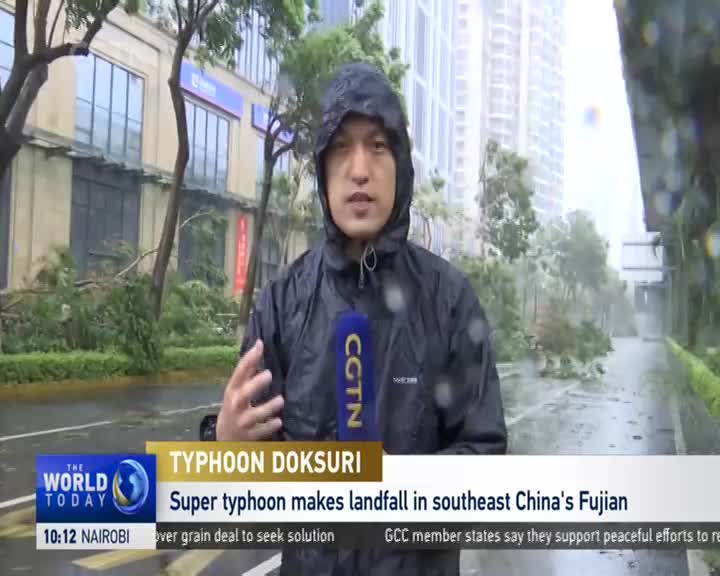 CGTN
TYPHOON DOKSURI
THE
WORLD
TODAY
Super typhoon makes landfall in southeast China's Fujian
10:12 NAIROBI
over grain deal to seek solution
GCC member states say they support peaceful efforts to re